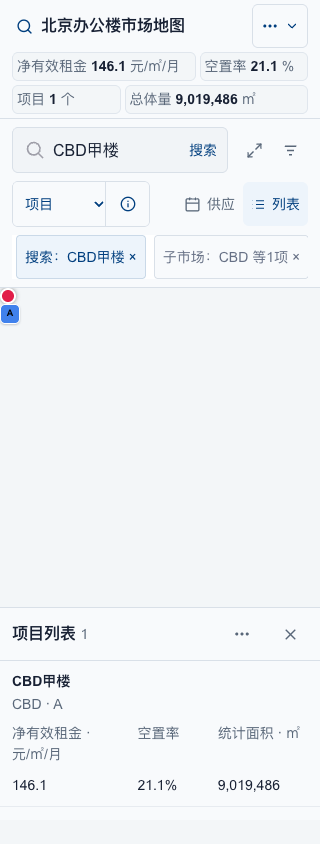 北京办公楼市场地图
净有效租金 146.1 元/㎡/月
空置率 21.1 %
项目 1 个
总体量 9,019,486 ㎡
CBD甲楼
搜索
项目
供应
列表
搜索：CBD甲楼 ×
子市场：CBD 等1项 ×
A
项目列表 1
CBD甲楼
CBD · A
净有效租金 · 元/㎡/月
空置率
统计面积 · ㎡
146.1
21.1%
9,019,486